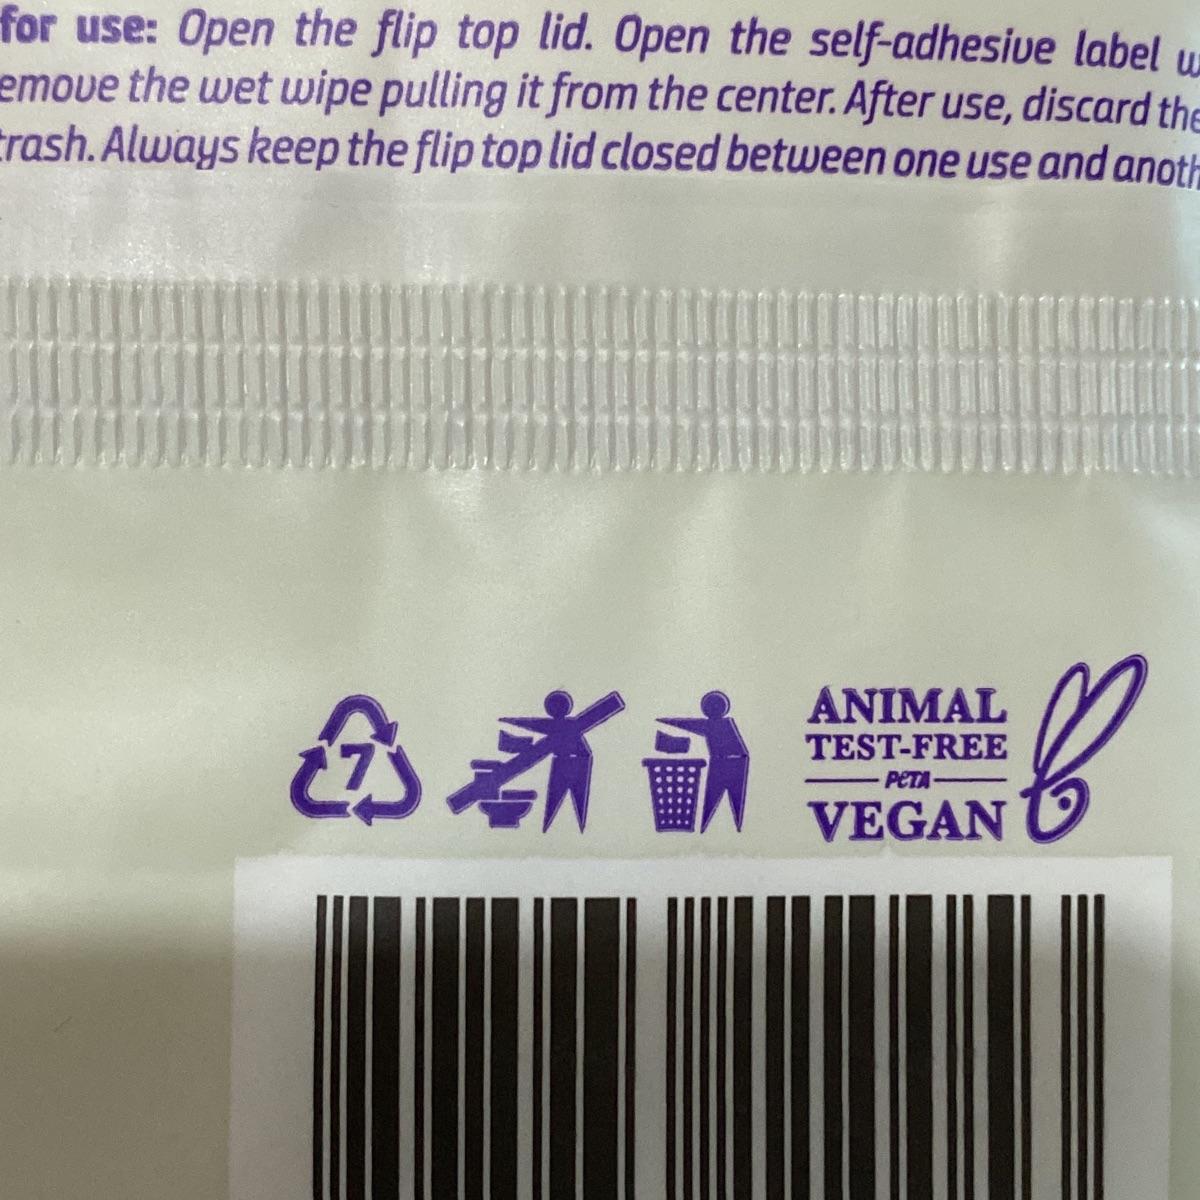 for use: Open the flip top lid. Open the self-adhesive label
emove the wet wipe pulling it from the center. After use, discard the
trash. Always keep the flip top lid closed between one use and anoth
7
ANIMAL
TEST-FREE
PETA
VEGAN